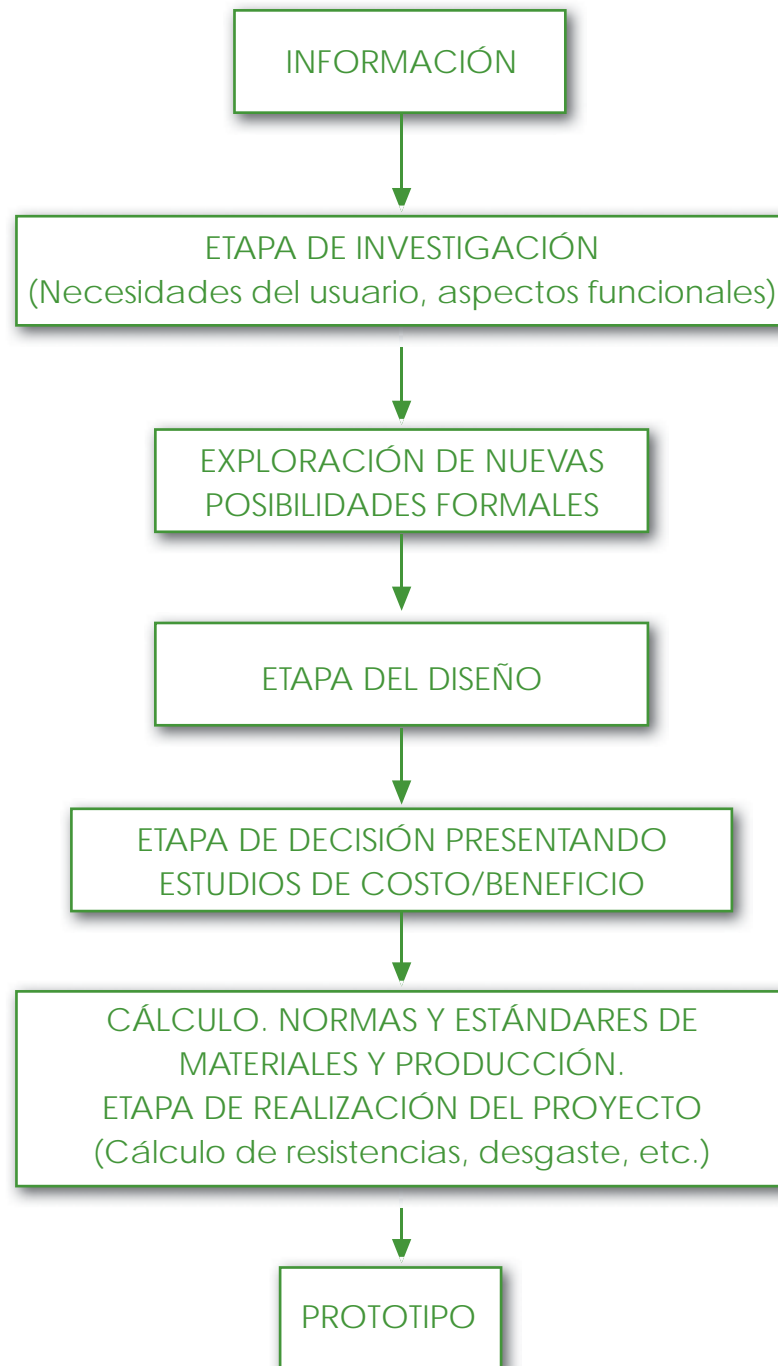 INFORMACIÓN
ETAPA DE INVESTIGACIÓN
(Necesidades del usuario, aspectos funcionales)
EXPLORACIÓN DE NUEVAS
POSIBILIDADES FORMALES
ETAPA DEL DISEÑO
ETAPA DE DECISIÓN PRESENTANDO
ESTUDIOS DE COSTO/BENEFICIO
CÁLCULO. NORMAS Y ESTÁNDARES DE
MATERIALES Y PRODUCCIÓN.
ETAPA DE REALIZACIÓN DEL PROYECTO
(Cálculo de resistencias, desgaste, etc.)
PROTOTIPO